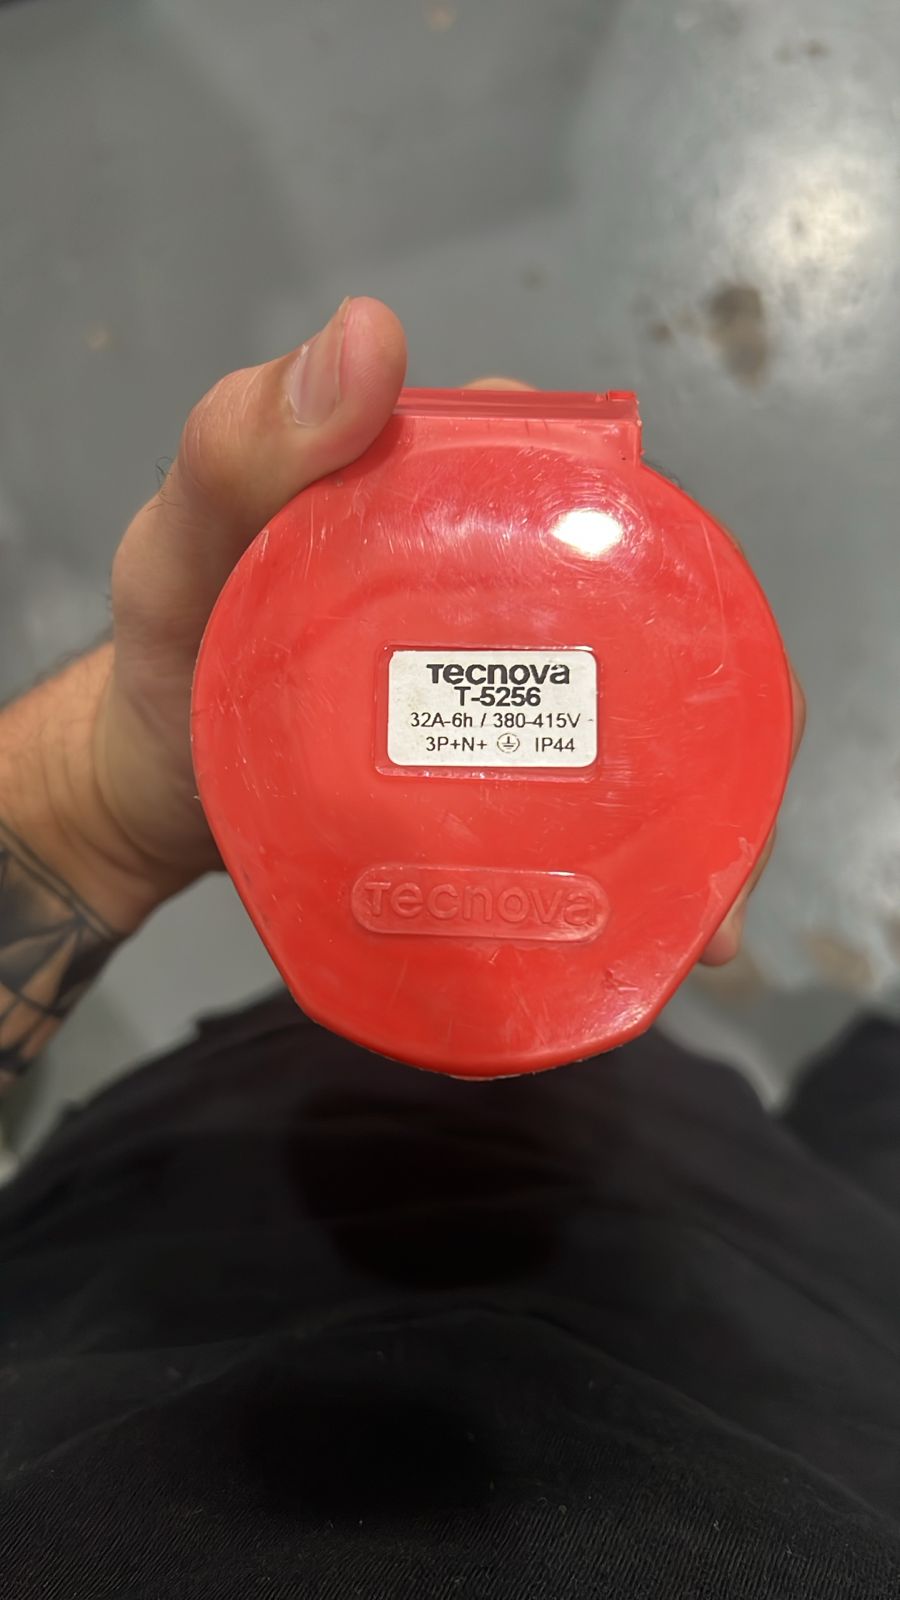 Tecnova
T-5256
32A-6h / 380-415V
3P+N+ ⏚ IP44
Tecnova